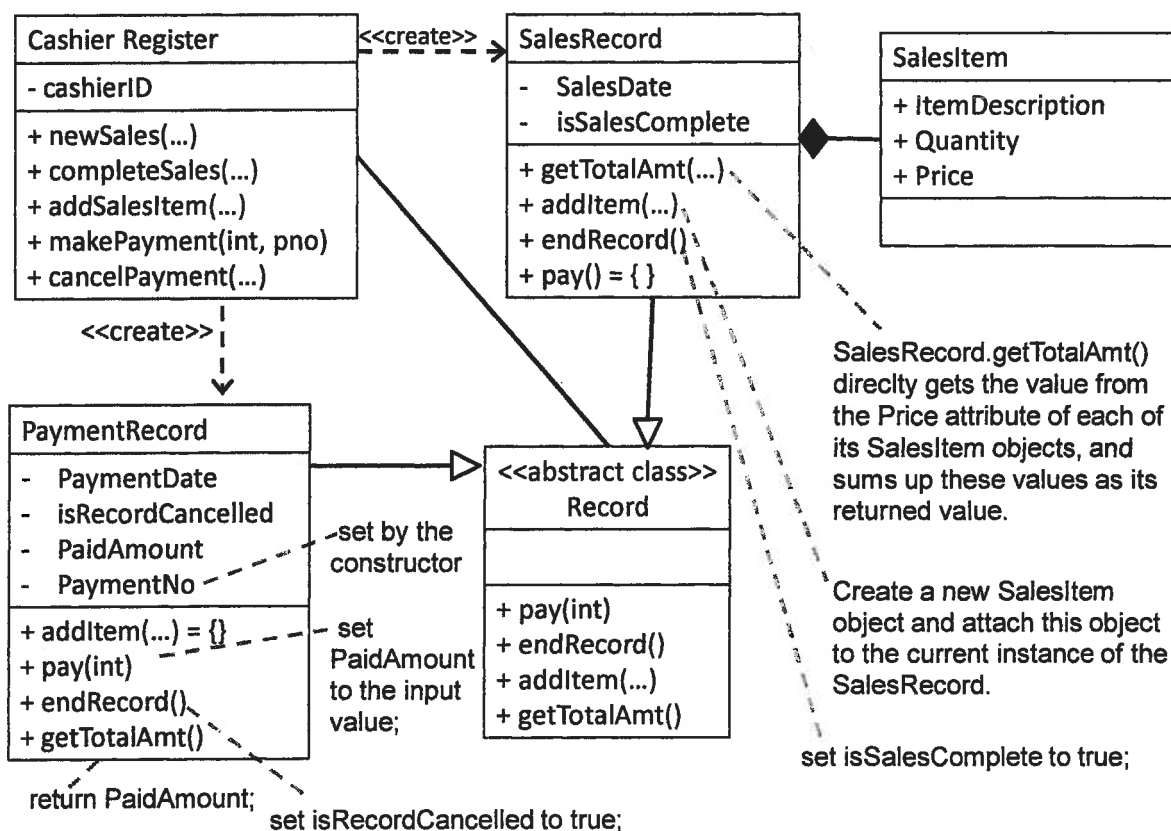 Cashier Register
- cashierID
+ newSales(...)
+ completeSales(...)
+ addSalesItem(...)
+ makePayment(int, pno)
+ cancelPayment(...)
<<create>>
SalesRecord
- SalesDate
- isSalesComplete
+ getTotalAmt(...)
+ addItem(...)
+ endRecord()
+ pay() = { }
SalesItem
+ ItemDescription
+ Quantity
+ Price
<<create>>
SalesRecord.getTotalAmt()
direclty gets the value from
the Price attribute of each of
its SalesItem objects, and
sums up these values as its
returned value.
PaymentRecord
- PaymentDate
- isRecordCancelled
- PaidAmount
- PaymentNo
+ addItem(...) = {}
+ pay(int)
+ endRecord()
+ getTotalAmt()
set by the
constructor
set
PaidAmount
to the input
value;
<<abstract class>>
Record
+ pay(int)
+ endRecord()
+ addItem(...)
+ getTotalAmt()
Create a new SalesItem
object and attach this object
to the current instance of the
SalesRecord.
set isSalesComplete to true;
return PaidAmount;
set isRecordCancelled to true;